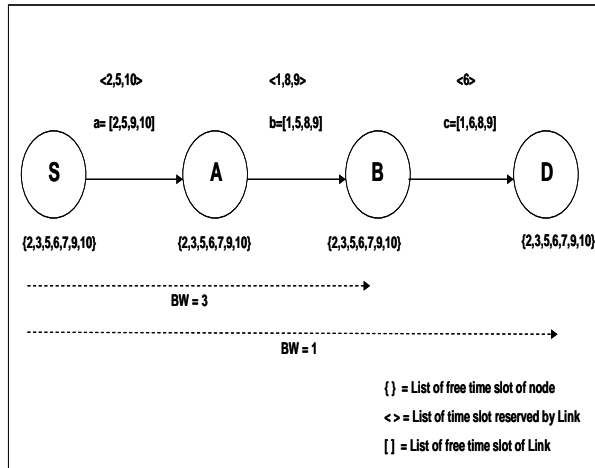 <2,5,10> <1,8,9> <6>
a= [2,5,9,10] b=[1,5,8,9] c=[1,6,8,9]
S A B D
{2,3,5,6,7,9,10} {2,3,5,6,7,9,10} {2,3,5,6,7,9,10} {2,3,5,6,7,9,10}
BW = 3
BW = 1
{ } = List of free time slot of node
< > = List of time slot reserved by Link
[ ] = List of free time slot of Link